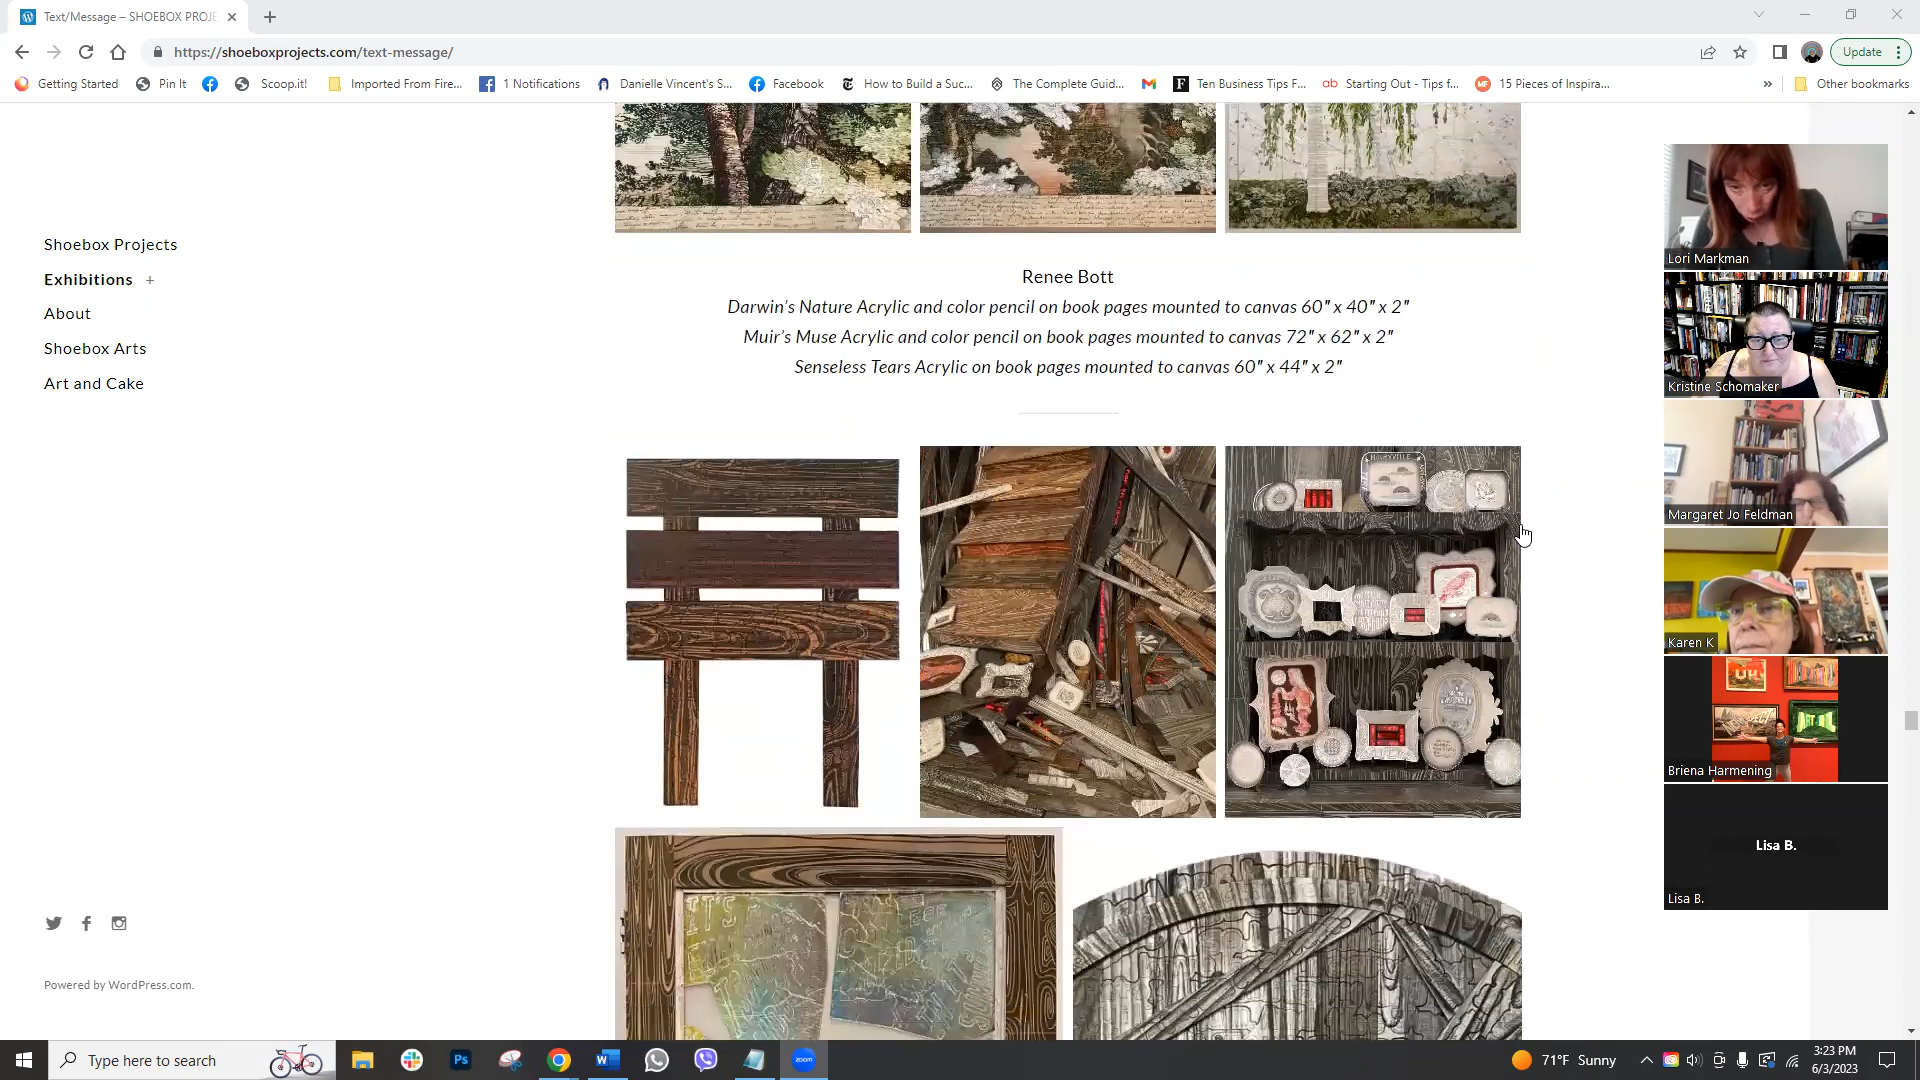 Text/Message – SHOEBOX PROJE
https://shoeboxprojects.com/text-message/
Update
Getting Started
Pin It
Scoop.it!
Imported From Fire...
1 Notifications
Danielle Vincent's S...
Facebook
How to Build a Suc...
The Complete Guid...
Ten Business Tips F...
Starting Out - Tips f...
15 Pieces of Inspira...
»
Other bookmarks
Shoebox Projects
Exhibitions +
About
Shoebox Arts
Art and Cake
Powered by WordPress.com.
Renee Bott
Darwin's Nature Acrylic and color pencil on book pages mounted to canvas 60" x 40" x 2"
Muir's Muse Acrylic and color pencil on book pages mounted to canvas 72" x 62" x 2"
Senseless Tears Acrylic on book pages mounted to canvas 60" x 44" x 2"
HENRYVILLE
IT'S
Lori Markman
Kristine Schomaker
Margaret Jo Feldman
Karen K
UH
Briena Harmening
Lisa B.
Lisa B.
Type here to search
Ps
W
zoom
71°F Sunny
3:23 PM
6/3/2023